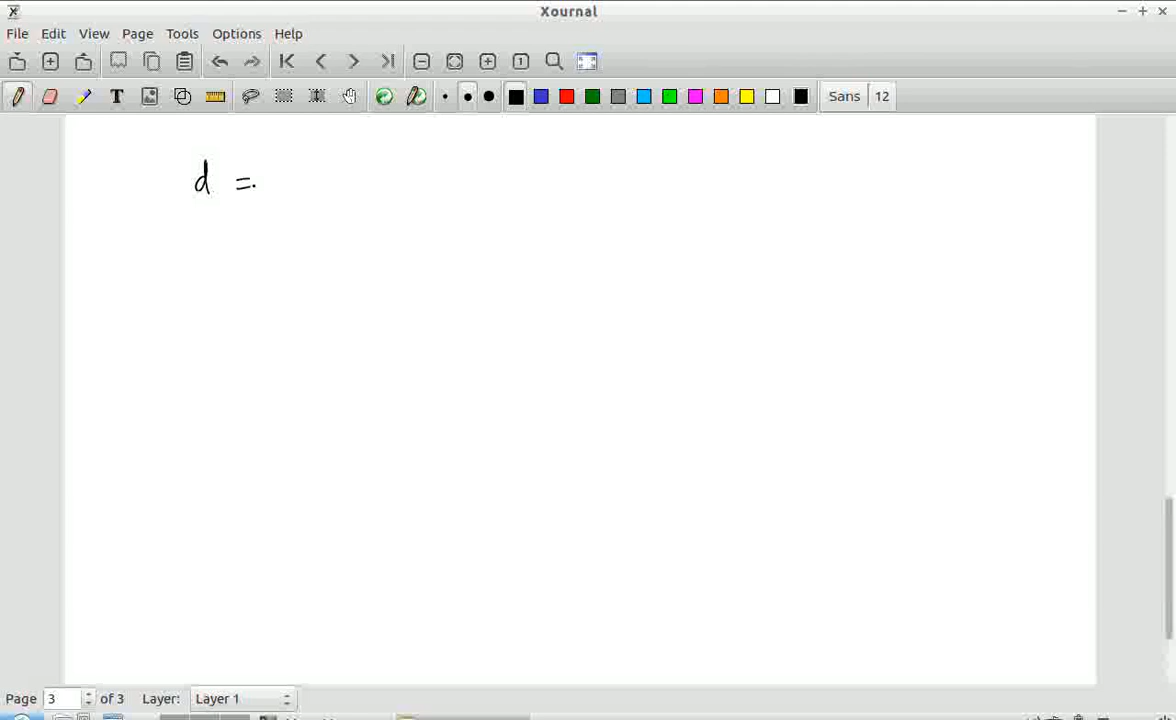 Xournal
File Edit View Page Tools Options Help
Sans 12
d =
Page 3 of 3 Layer: Layer 1